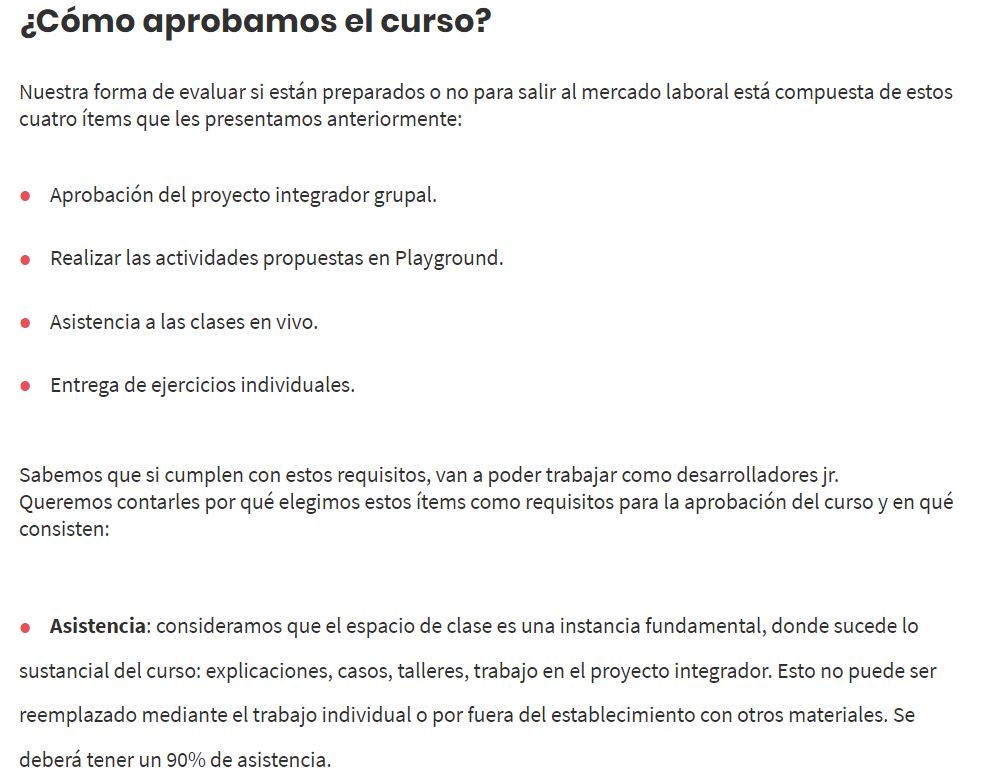 ¿Cómo aprobamos el curso?
Nuestra forma de evaluar si están preparados o no para salir al mercado laboral está compuesta de estos
cuatro ítems que les presentamos anteriormente:
● Aprobación del proyecto integrador grupal.
● Realizar las actividades propuestas en Playground.
● Asistencia a las clases en vivo.
● Entrega de ejercicios individuales.
Sabemos que si cumplen con estos requisitos, van a poder trabajar como desarrolladores jr.
Queremos contarles por qué elegimos estos ítems como requisitos para la aprobación del curso y en qué
consisten:
● Asistencia: consideramos que el espacio de clase es una instancia fundamental, donde sucede lo
sustancial del curso: explicaciones, casos, talleres, trabajo en el proyecto integrador. Esto no puede ser
reemplazado mediante el trabajo individual o por fuera del establecimiento con otros materiales. Se
deberá tener un 90% de asistencia.